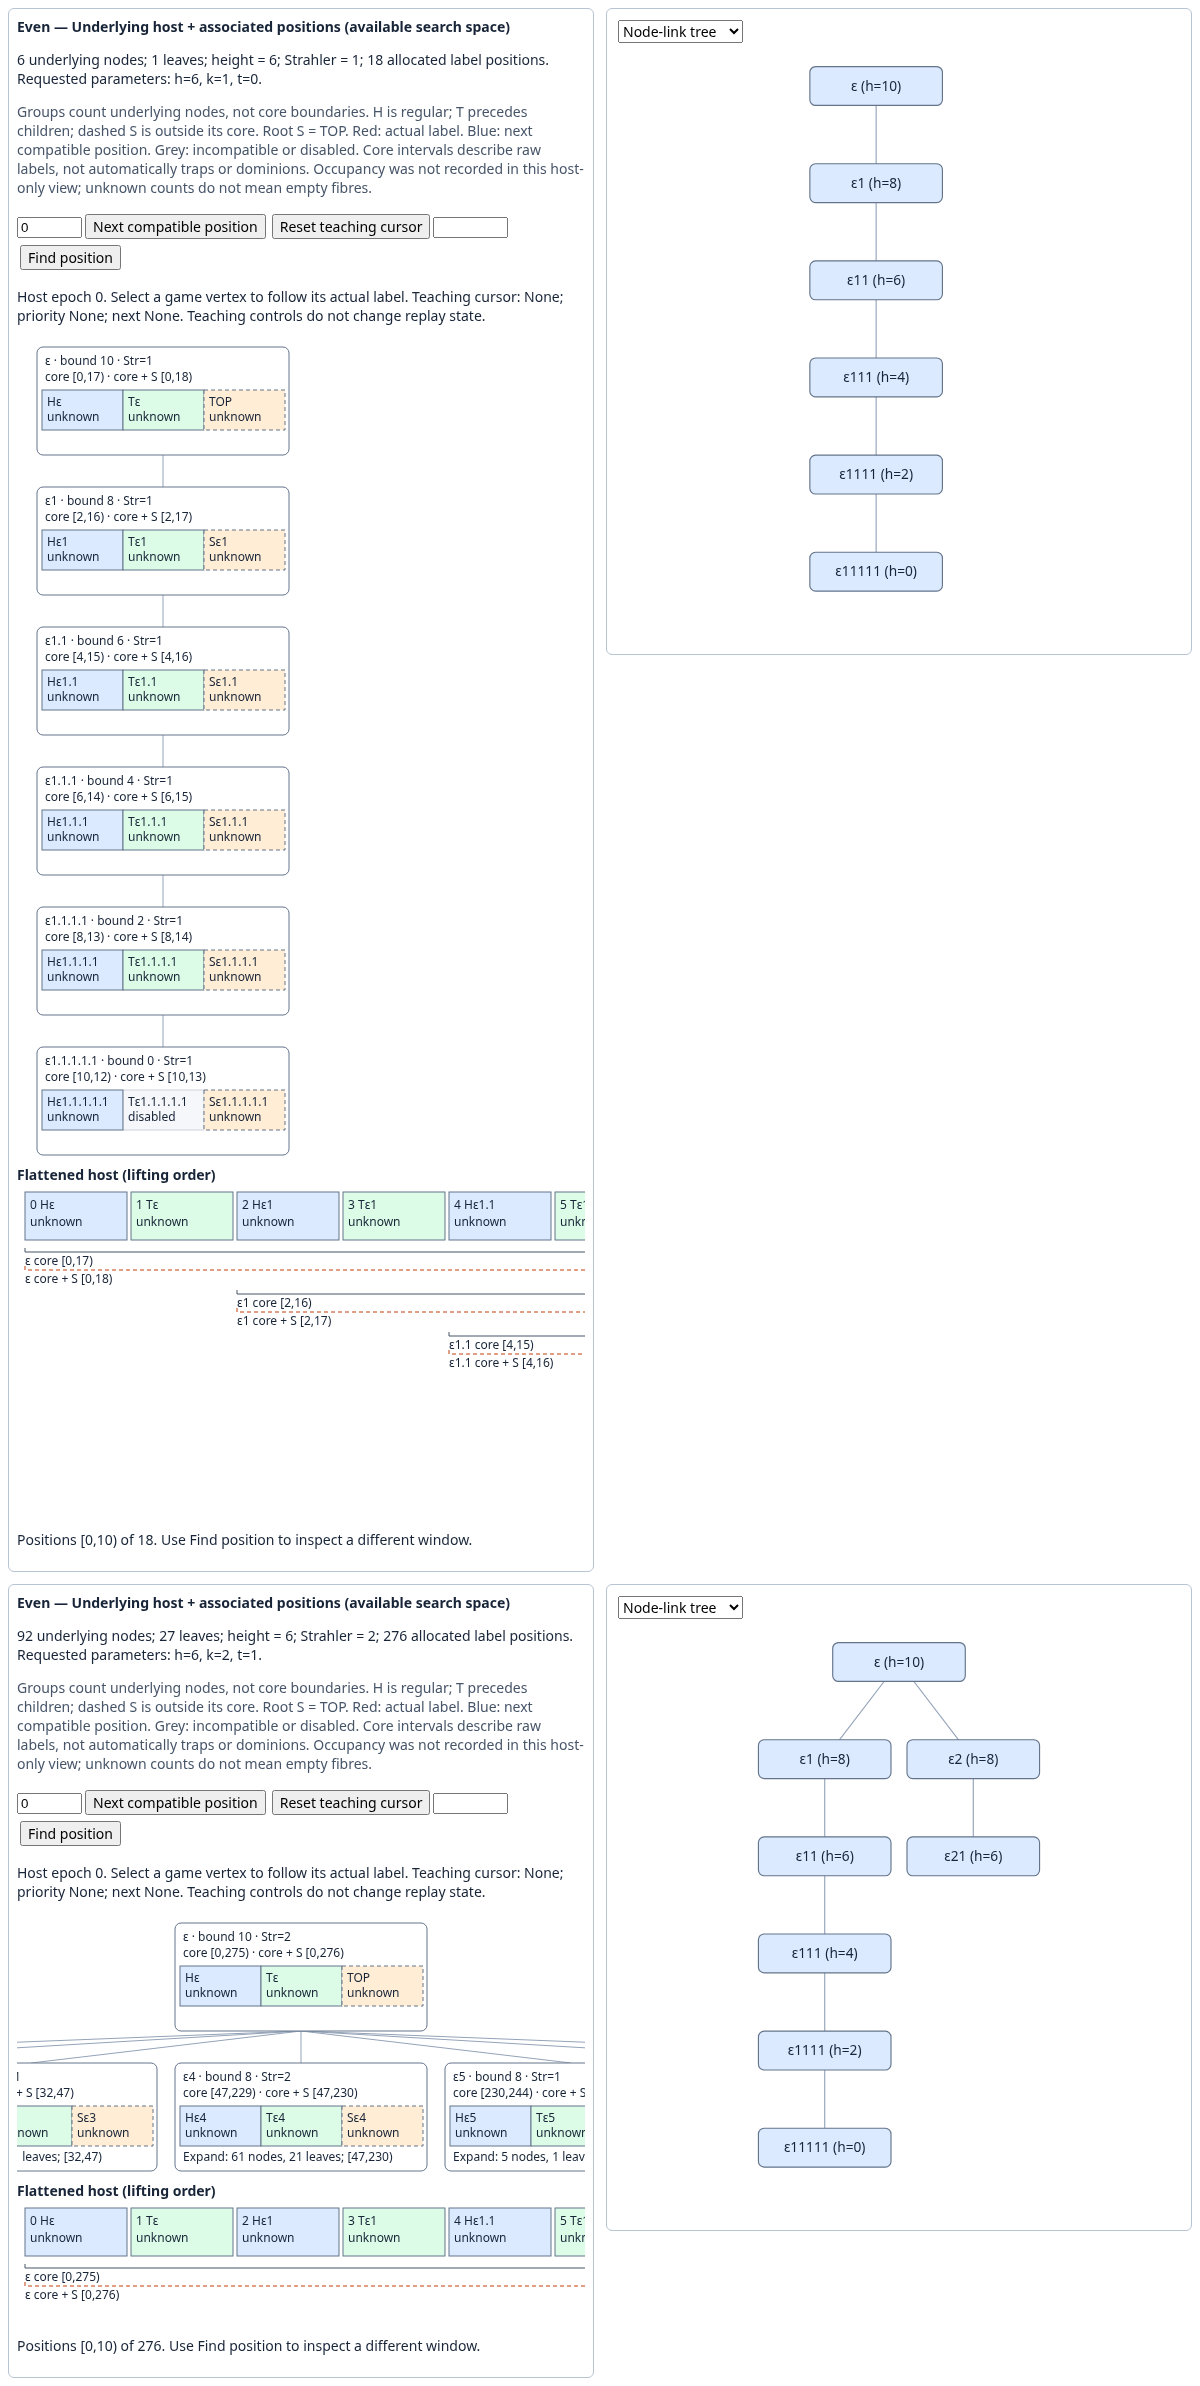 Even — Underlying host + associated positions (available search space)
6 underlying nodes; 1 leaves; height = 6; Strahler = 1; 18 allocated label positions.
Requested parameters: h=6, k=1, t=0.
Groups count underlying nodes, not core boundaries. H is regular; T precedes
children; dashed S is outside its core. Root S = TOP. Red: actual label. Blue: next
compatible position. Grey: incompatible or disabled. Core intervals describe raw
labels, not automatically traps or dominions. Occupancy was not recorded in this host-
only view; unknown counts do not mean empty fibres.
0 Next compatible position Reset teaching cursor
Find position
Host epoch 0. Select a game vertex to follow its actual label. Teaching cursor: None;
priority None; next None. Teaching controls do not change replay state.
ε · bound 10 · Str=1
core [0,17) · core + S [0,18)
Hε Tε TOP
unknown unknown unknown
ε1 · bound 8 · Str=1
core [2,16) · core + S [2,17)
Hε1 Tε1 Sε1
unknown unknown unknown
ε1.1 · bound 6 · Str=1
core [4,15) · core + S [4,16)
Hε1.1 Tε1.1 Sε1.1
unknown unknown unknown
ε1.1.1 · bound 4 · Str=1
core [6,14) · core + S [6,15)
Hε1.1.1 Tε1.1.1 Sε1.1.1
unknown unknown unknown
ε1.1.1.1 · bound 2 · Str=1
core [8,13) · core + S [8,14)
Hε1.1.1.1 Tε1.1.1.1 Sε1.1.1.1
unknown unknown unknown
ε1.1.1.1.1 · bound 0 · Str=1
core [10,12) · core + S [10,13)
Hε1.1.1.1.1 Tε1.1.1.1.1 Sε1.1.1.1.1
unknown disabled unknown
Flattened host (lifting order)
0 Hε 1 Tε 2 Hε1 3 Tε1 4 Hε1.1 5
unknown unknown unknown unknown unknown
ε core [0,17)
ε core + S [0,18)
ε1 core [2,16)
ε1 core + S [2,17)
ε1.1 core [4,15)
ε1.1 core + S [4,16)
Positions [0,10) of 18. Use Find position to inspect a different window.
Node-link tree
ε (h=10)
ε1 (h=8)
ε11 (h=6)
ε111 (h=4)
ε1111 (h=2)
ε11111 (h=0)
Even — Underlying host + associated positions (available search space)
92 underlying nodes; 27 leaves; height = 6; Strahler = 2; 276 allocated label positions.
Requested parameters: h=6, k=2, t=1.
Groups count underlying nodes, not core boundaries. H is regular; T precedes
children; dashed S is outside its core. Root S = TOP. Red: actual label. Blue: next
compatible position. Grey: incompatible or disabled. Core intervals describe raw
labels, not automatically traps or dominions. Occupancy was not recorded in this host-
only view; unknown counts do not mean empty fibres.
0 Next compatible position Reset teaching cursor
Find position
Host epoch 0. Select a game vertex to follow its actual label. Teaching cursor: None;
priority None; next None. Teaching controls do not change replay state.
ε · bound 10 · Str=2
core [0,275) · core + S [0,276)
Hε Tε TOP
unknown unknown unknown
+ S [32,47)
Sε3
unknown
leaves; [32,47)
ε4 · bound 8 · Str=2
core [47,229) · core + S [47,230)
Hε4 Tε4 Sε4
unknown unknown unknown
Expand: 61 nodes, 21 leaves; [47,230)
ε5 · bound 8 · Str=1
core [230,244) · core + S
Hε5 Tε5
unknown unknown
Expand: 5 nodes, 1
Flattened host (lifting order)
0 Hε 1 Tε 2 Hε1 3 Tε1 4 Hε1.1 5
unknown unknown unknown unknown unknown
ε core [0,275)
ε core + S [0,276)
Positions [0,10) of 276. Use Find position to inspect a different window.
Node-link tree
ε (h=10)
ε1 (h=8) ε2 (h=8)
ε11 (h=6) ε21 (h=6)
ε111 (h=4)
ε1111 (h=2)
ε11111 (h=0)